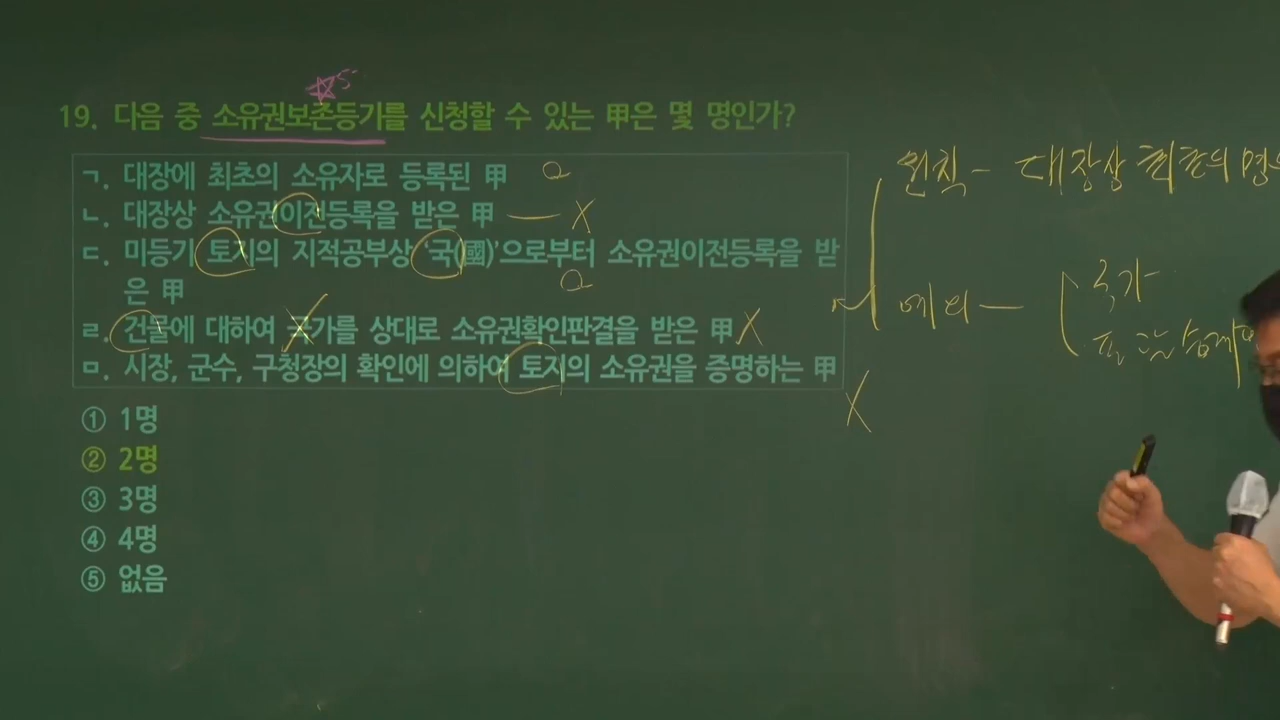 ☆5
19. 다음 중 소유권보존등기를 신청할 수 있는 甲은 몇 명인가?
ㄱ. 대장에 최초의 소유자로 등록된 甲 O
ㄴ. 대장상 소유권이전등록을 받은 甲 — X
ㄷ. 미등기 토지의 지적공부상 ‘국(國)’으로부터 소유권이전등록을 받
은 甲 O
ㄹ. 건물에 대하여 국가를 상대로 소유권확인판결을 받은 甲 X
ㅁ. 시장, 군수, 구청장의 확인에 의하여 토지의 소유권을 증명하는 甲 X
① 1명
② 2명
③ 3명
④ 4명
⑤ 없음
원칙 - 대장상 최초의 명의
예외 - 국가